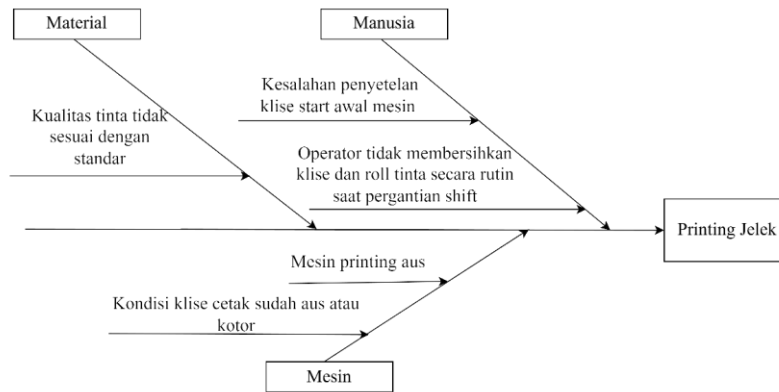 Material
Manusia
Kesalahan penyetelan
klise start awal mesin
Kualitas tinta tidak
sesuai dengan
standar
Operator tidak membersihkan
klise dan roll tinta secara rutin
saat pergantian shift
Printing Jelek
Mesin printing aus
Kondisi klise cetak sudah aus atau
kotor
Mesin